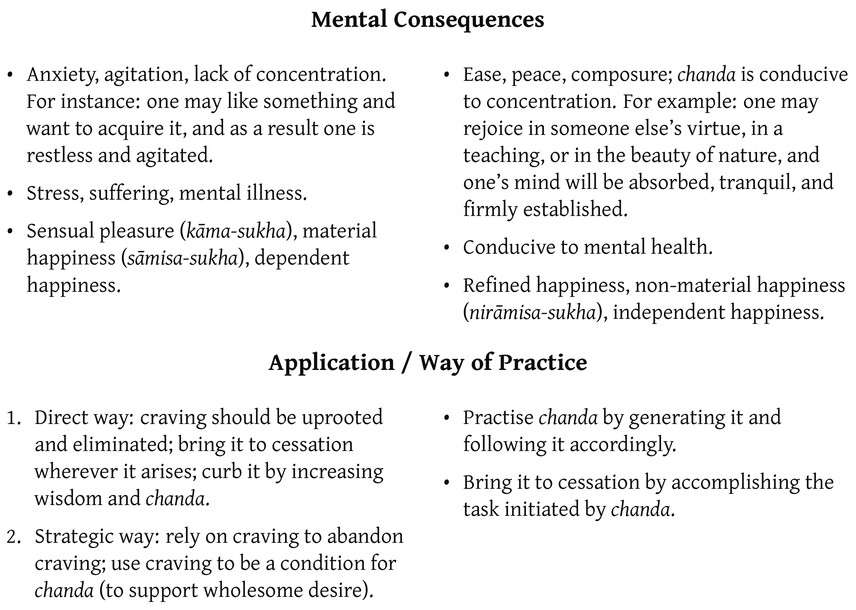 Mental Consequences
• Anxiety, agitation, lack of concentration.
For instance: one may like something and
want to acquire it, and as a result one is
restless and agitated.
• Stress, suffering, mental illness.
• Sensual pleasure (kāma-sukha), material
happiness (sāmisa-sukha), dependent
happiness.
• Ease, peace, composure; chanda is conducive
to concentration. For example: one may
rejoice in someone else’s virtue, in a
teaching, or in the beauty of nature, and
one’s mind will be absorbed, tranquil, and
firmly established.
• Conducive to mental health.
• Refined happiness, non-material happiness
(nirāmisa-sukha), independent happiness.
Application / Way of Practice
1. Direct way: craving should be uprooted
and eliminated; bring it to cessation
wherever it arises; curb it by increasing
wisdom and chanda.
2. Strategic way: rely on craving to abandon
craving; use craving to be a condition for
chanda (to support wholesome desire).
• Practise chanda by generating it and
following it accordingly.
• Bring it to cessation by accomplishing the
task initiated by chanda.